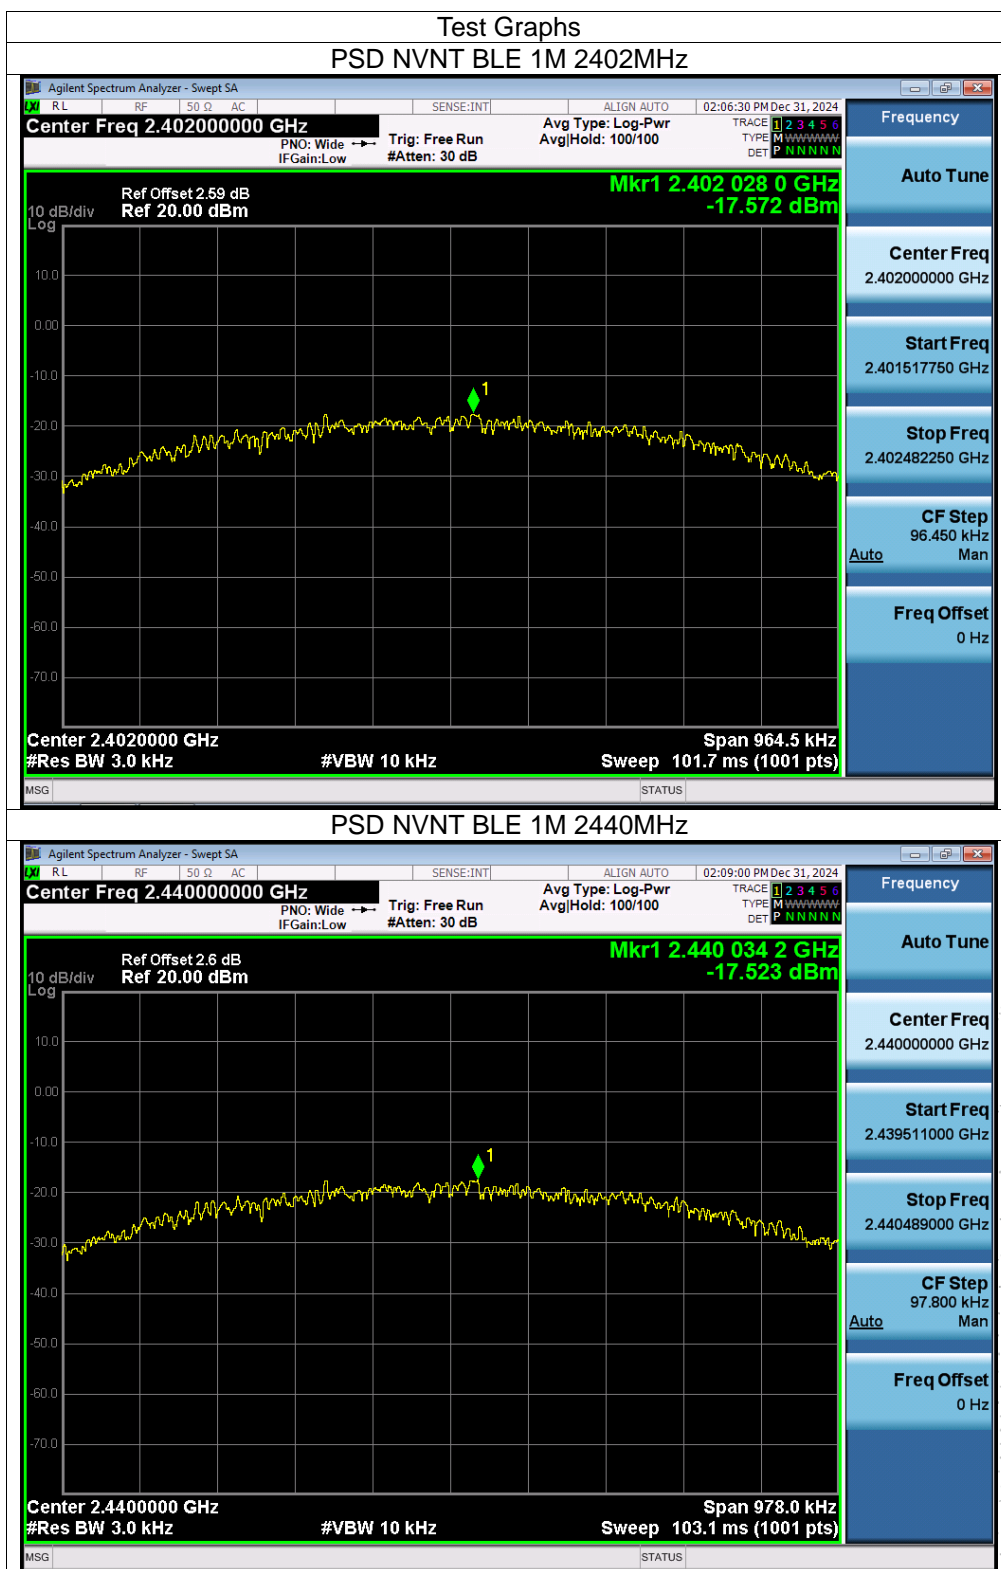 Test Graphs
PSD NVNT BLE 1M 2402MHz
Agilent Spectrum Analyzer - Swept SA
LXI RL RF 50 Ω AC SENSE:INT ALIGN AUTO 02:06:30 PM Dec 31, 2024
Center Freq 2.402000000 GHz
PNO: Wide
IFGain:Low
Trig: Free Run
#Atten: 30 dB
Avg Type: Log-Pwr
Avg|Hold: 100/100
TRACE 1 2 3 4 5 6
TYPE M WWWWW
DET P N N N N N
Frequency
Auto Tune
Center Freq
2.402000000 GHz
Start Freq
2.401517750 GHz
Stop Freq
2.402482250 GHz
CF Step
96.450 kHz
Auto Man
Freq Offset
0 Hz
Mkr1 2.402 028 0 GHz
-17.572 dBm
Ref Offset 2.59 dB
10 dB/div Ref 20.00 dBm
Log
10.0
0.00
-10.0
1
-20.0
-30.0
-40.0
-50.0
-60.0
-70.0
Center 2.4020000 GHz Span 964.5 kHz
#Res BW 3.0 kHz #VBW 10 kHz Sweep 101.7 ms (1001 pts)
MSG STATUS
PSD NVNT BLE 1M 2440MHz
Agilent Spectrum Analyzer - Swept SA
LXI RL RF 50 Ω AC SENSE:INT ALIGN AUTO 02:09:00 PM Dec 31, 2024
Center Freq 2.440000000 GHz
PNO: Wide
IFGain:Low
Trig: Free Run
#Atten: 30 dB
Avg Type: Log-Pwr
Avg|Hold: 100/100
TRACE 1 2 3 4 5 6
TYPE M WWWWW
DET P N N N N N
Frequency
Auto Tune
Center Freq
2.440000000 GHz
Start Freq
2.439511000 GHz
Stop Freq
2.440489000 GHz
CF Step
97.800 kHz
Auto Man
Freq Offset
0 Hz
Mkr1 2.440 034 2 GHz
-17.523 dBm
Ref Offset 2.6 dB
10 dB/div Ref 20.00 dBm
Log
10.0
0.00
-10.0
1
-20.0
-30.0
-40.0
-50.0
-60.0
-70.0
Center 2.4400000 GHz Span 978.0 kHz
#Res BW 3.0 kHz #VBW 10 kHz Sweep 103.1 ms (1001 pts)
MSG STATUS